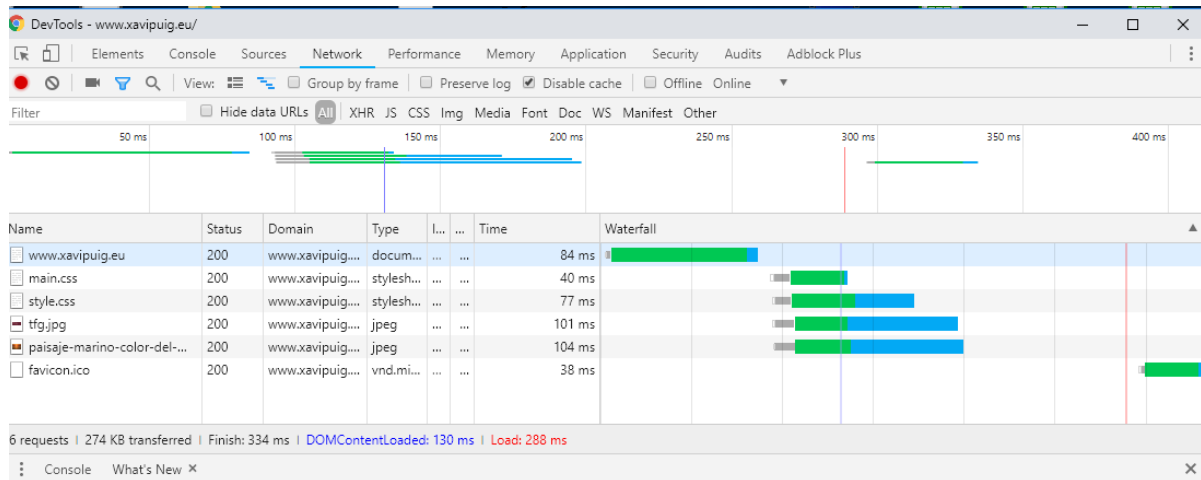 DevTools - www.xavipuig.eu/
Elements Console Sources Network Performance Memory Application Security Audits Adblock Plus
View: Group by frame Preserve log Disable cache Offline Online
Filter Hide data URLs All XHR JS CSS Img Media Font Doc WS Manifest Other
50 ms 100 ms 150 ms 200 ms 250 ms 300 ms 350 ms 400 ms
Name Status Domain Type I... ... Time Waterfall
www.xavipuig.eu 200 www.xavipuig.... docum... ... ... 84 ms
main.css 200 www.xavipuig.... stylesh... ... ... 40 ms
style.css 200 www.xavipuig.... stylesh... ... ... 77 ms
tfg.jpg 200 www.xavipuig.... jpeg ... ... 101 ms
paisaje-marino-color-del-... 200 www.xavipuig.... jpeg ... ... 104 ms
favicon.ico 200 www.xavipuig.... vnd.mi... ... ... 38 ms
6 requests | 274 KB transferred | Finish: 334 ms | DOMContentLoaded: 130 ms | Load: 288 ms
Console What's New ×